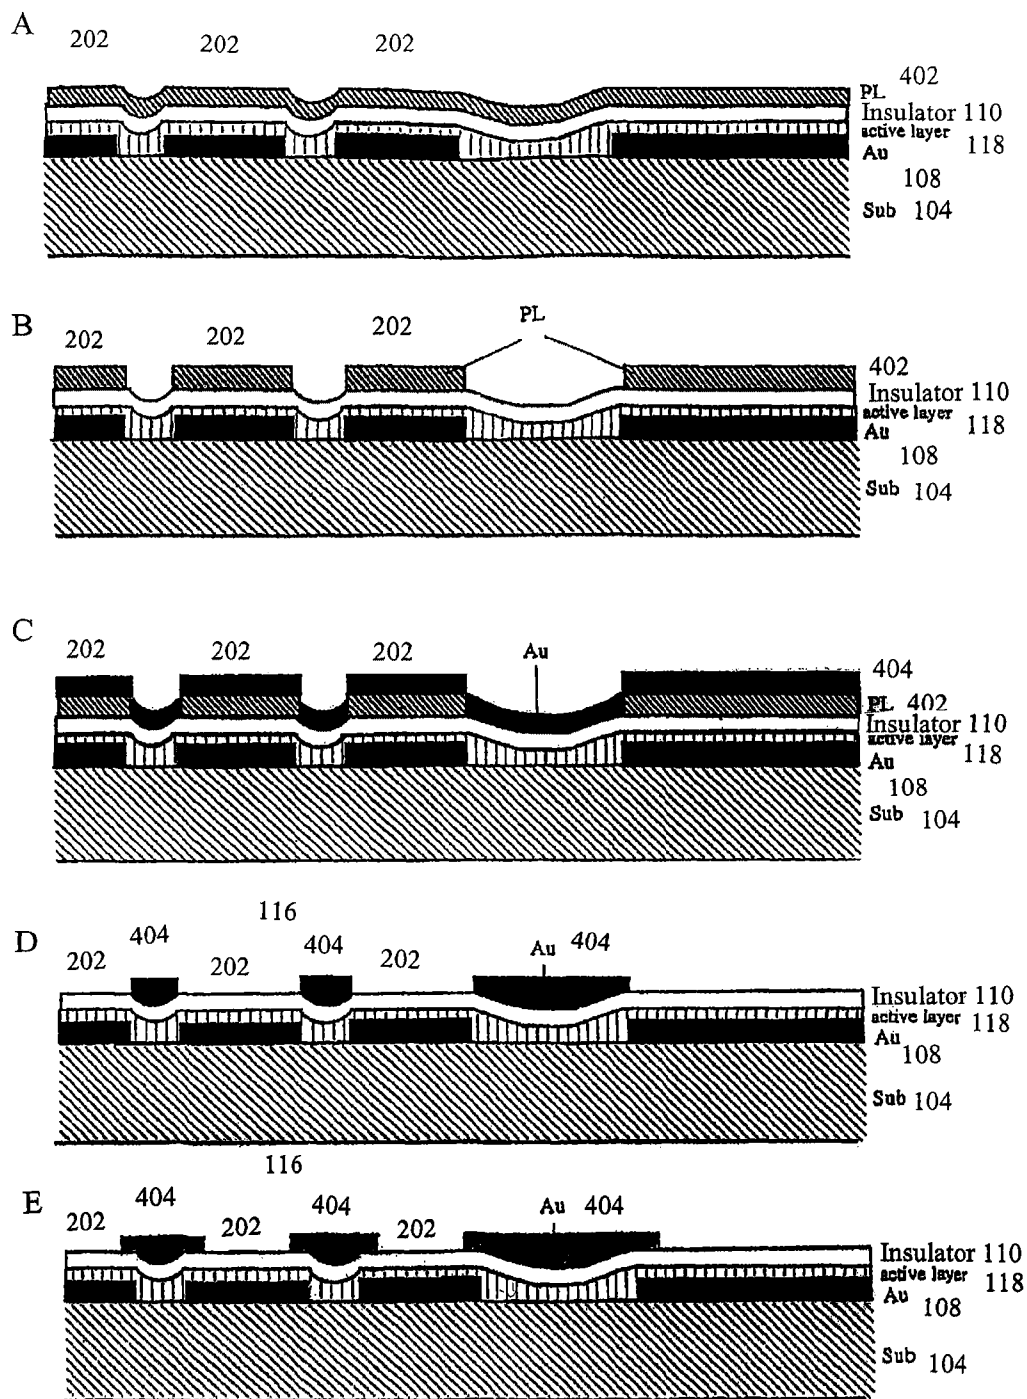 A
202 202 202
402
PL
Insulator 110
active layer
118
Au
108
Sub 104
B
202 202 202
PL
402
Insulator 110
active layer
118
Au
108
Sub 104
C
202 202 202
Au
404
PL 402
Insulator 110
active layer
118
Au
108
Sub 104
116
D
404 404 Au 404
202 202 202
Insulator 110
active layer
118
Au
108
Sub 104
116
E
404 404 Au 404
202 202 202
Insulator 110
active layer
118
Au
108
Sub 104